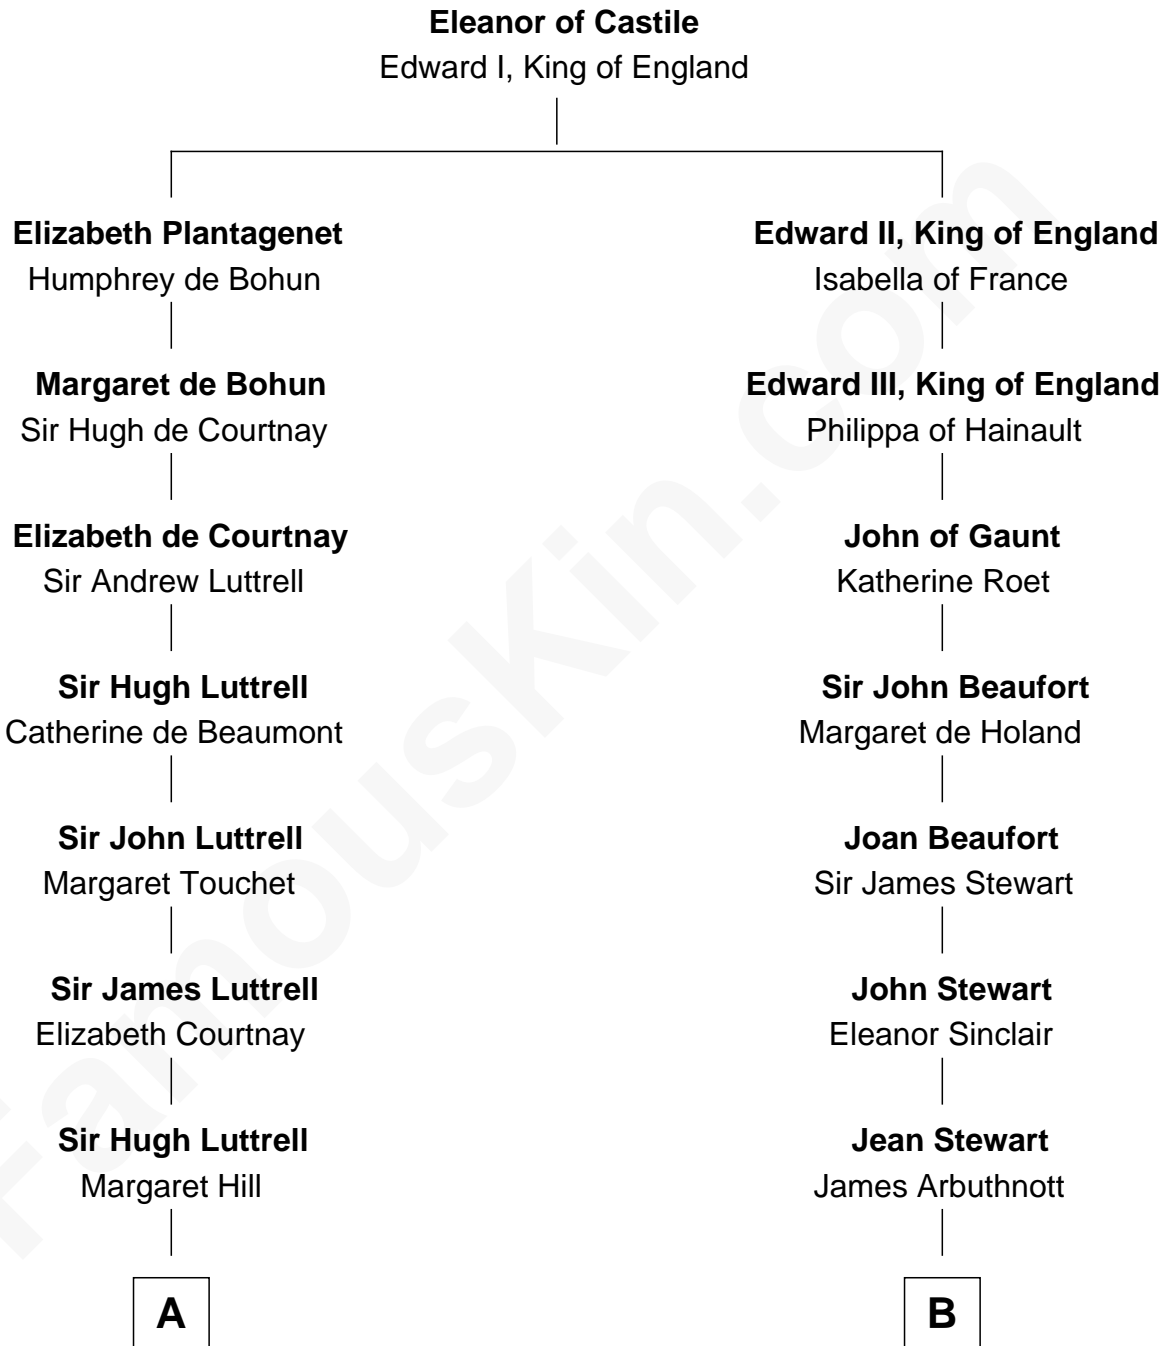 Eleanor of Castile
Edward I, King of England
Elizabeth Plantagenet
Humphrey de Bohun
Edward II, King of England
Isabella of France
Margaret de Bohun
Sir Hugh de Courtnay
Edward III, King of England
Philippa of Hainault
Elizabeth de Courtnay
Sir Andrew Luttrell
John of Gaunt
Katherine Roet
Sir Hugh Luttrell
Catherine de Beaumont
Sir John Beaufort
Margaret de Holand
Sir John Luttrell
Margaret Touchet
Joan Beaufort
Sir James Stewart
Sir James Luttrell
Elizabeth Courtnay
John Stewart
Eleanor Sinclair
Sir Hugh Luttrell
Margaret Hill
Jean Stewart
James Arbuthnott
A
B
FamousKin.com